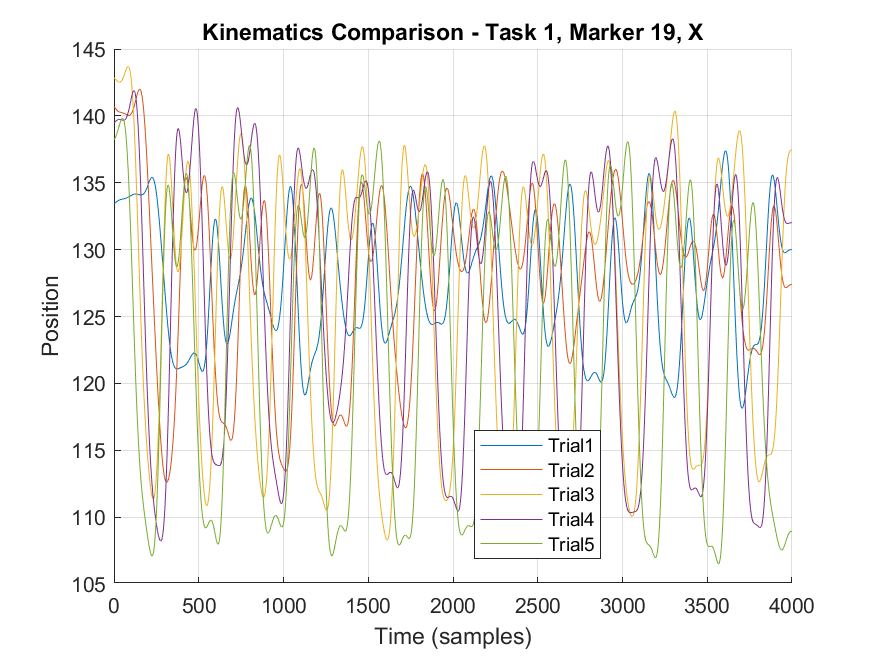 Kinematics Comparison - Task 1, Marker 19, X
145
140
135
130
125
120
115
110
105
Position
Trial1
Trial2
Trial3
Trial4
Trial5
0 500 1000 1500 2000 2500 3000 3500 4000
Time (samples)